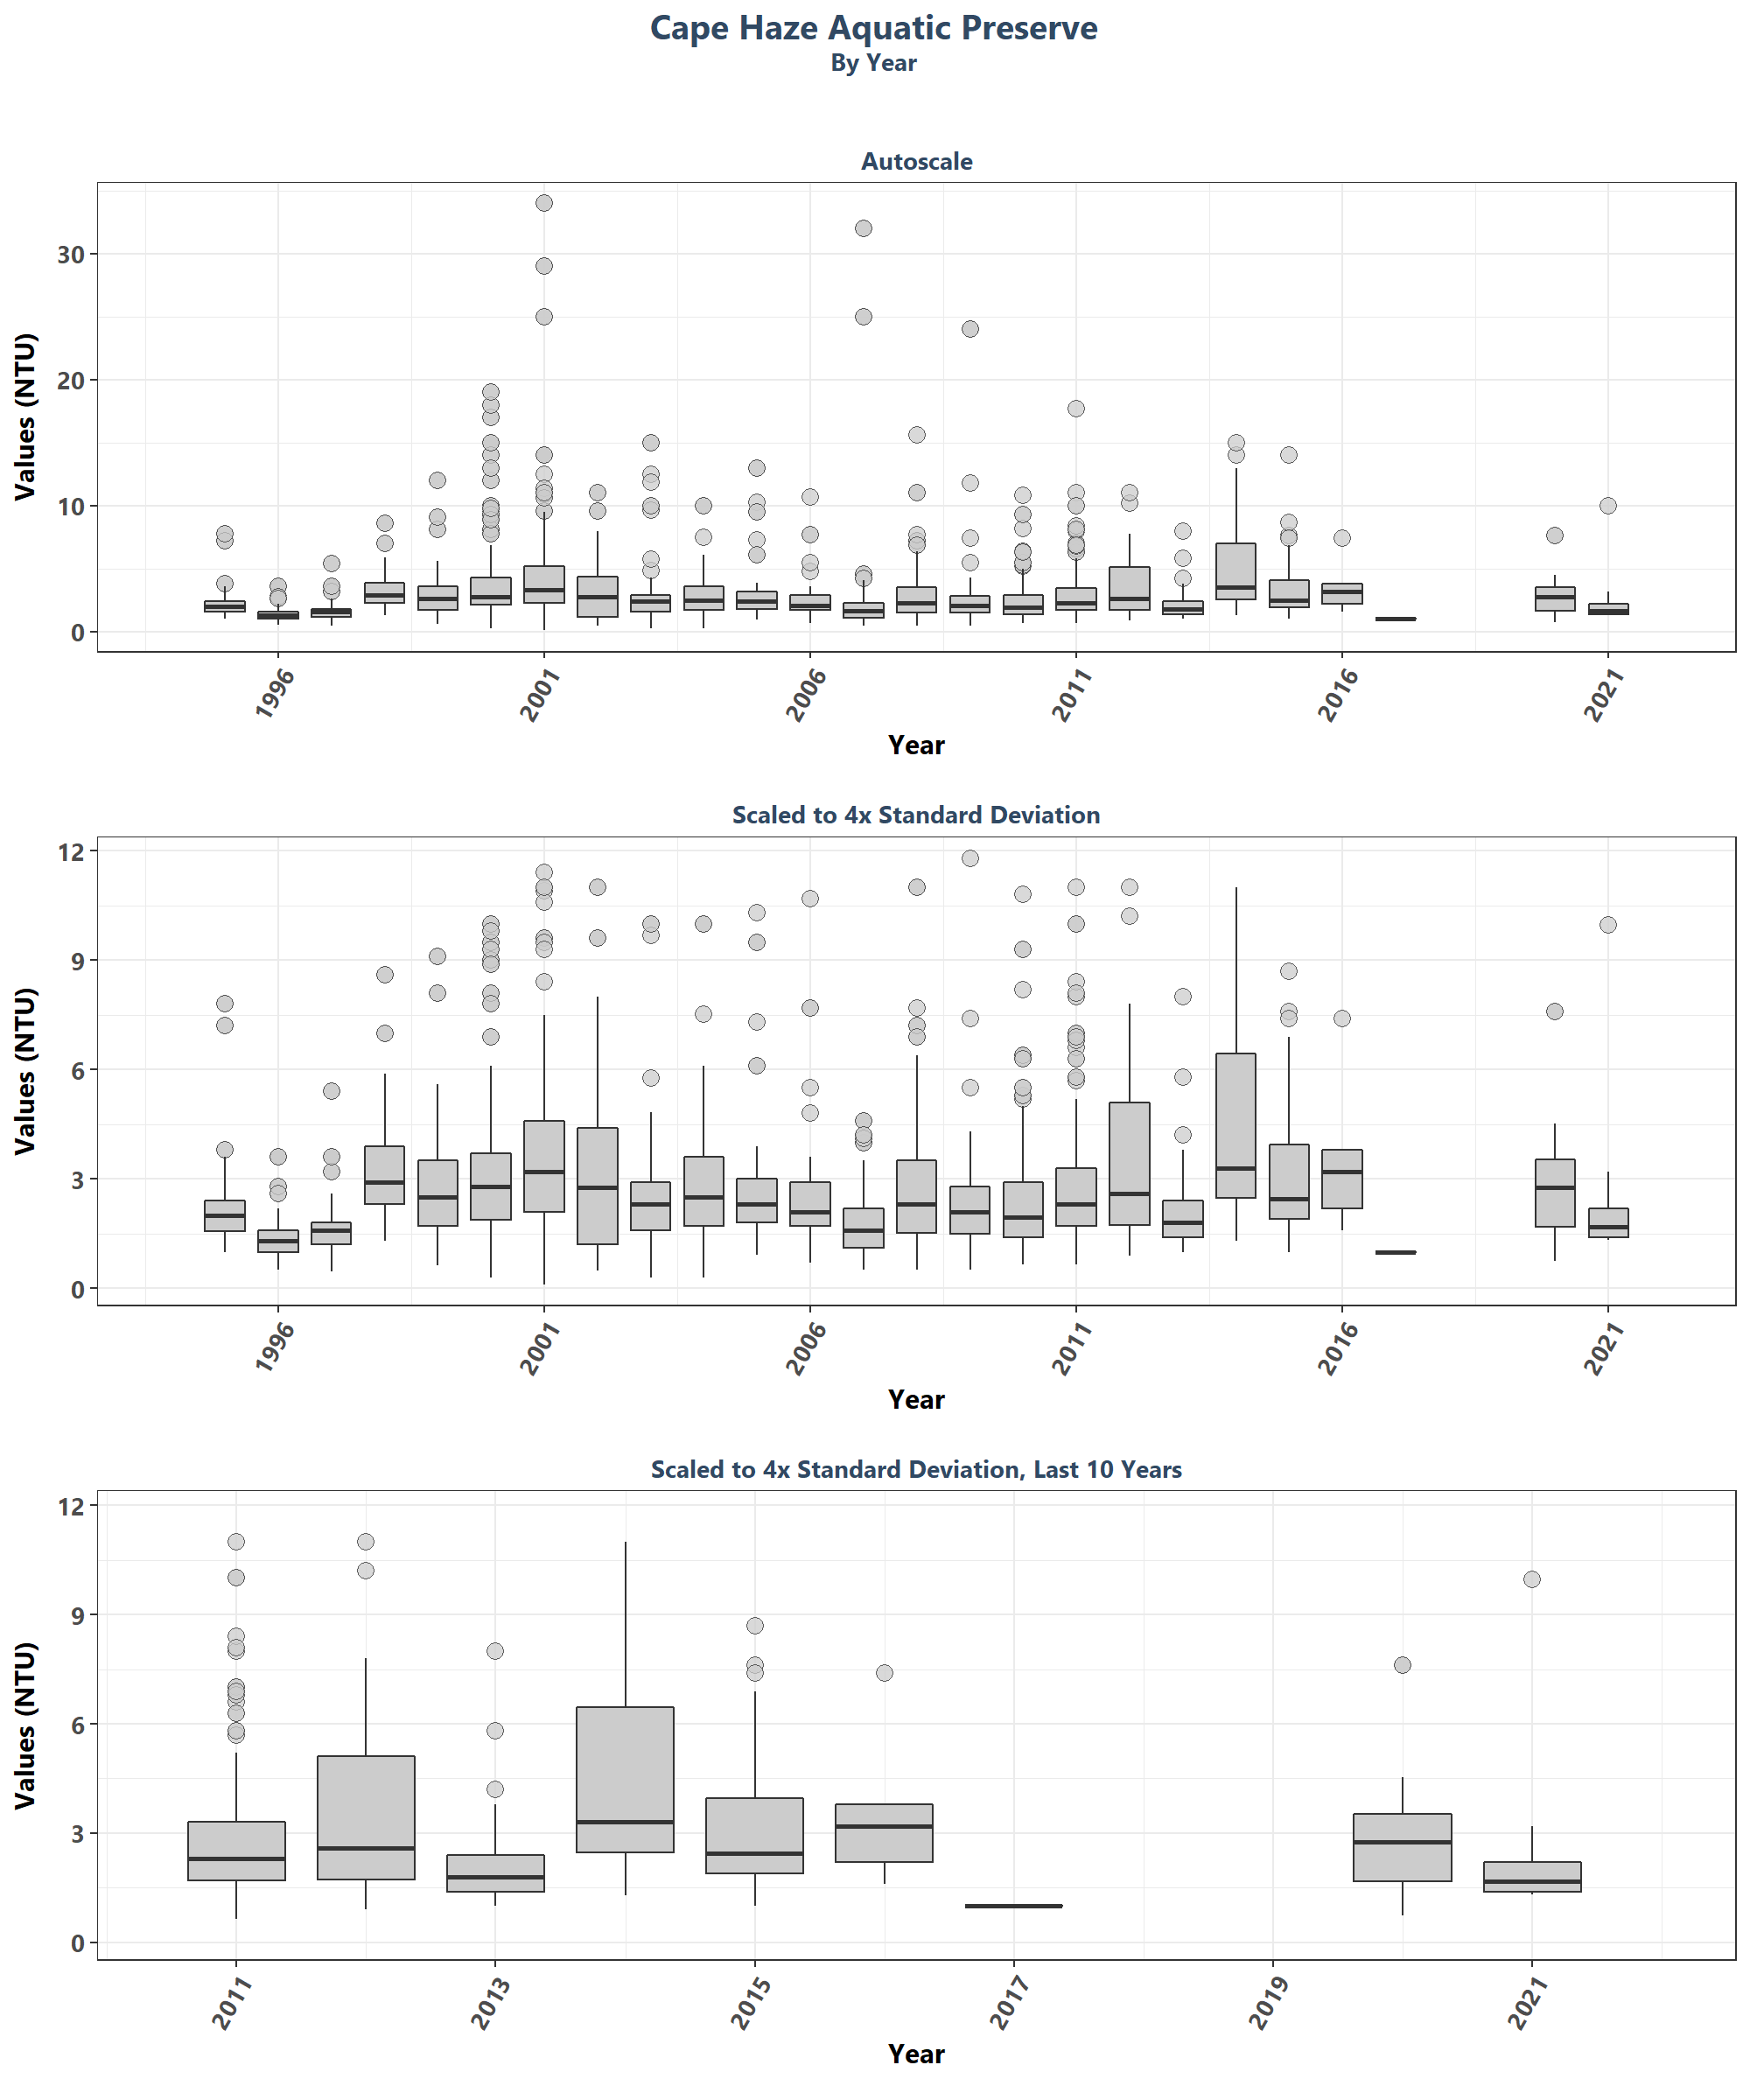 Cape Haze Aquatic Preserve
By Year
Autoscale
Values (NTU)
30
20
10
0
1996 2001 2006 2011 2016 2021
Year
Scaled to 4x Standard Deviation
Values (NTU)
12
9
6
3
0
1996 2001 2006 2011 2016 2021
Year
Scaled to 4x Standard Deviation, Last 10 Years
Values (NTU)
12
9
6
3
0
2011 2013 2015 2017 2019 2021
Year